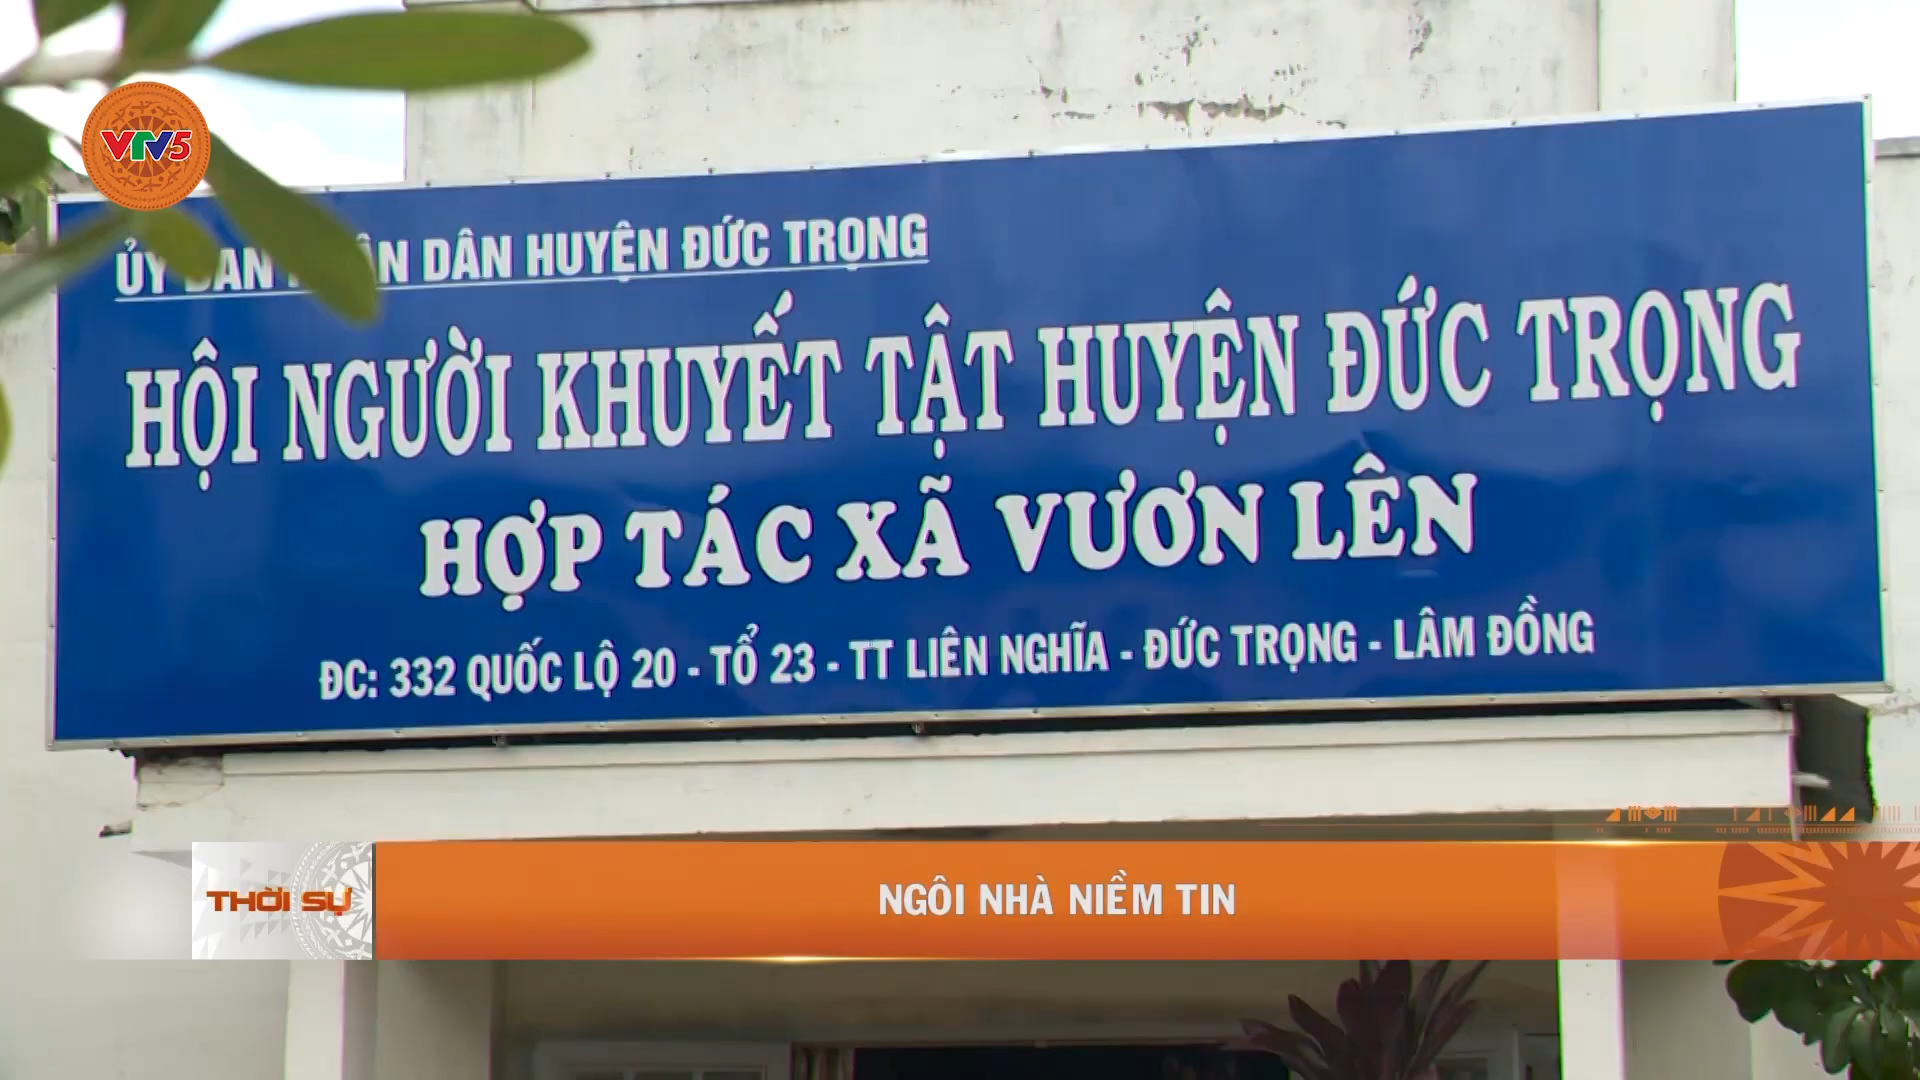 VTV5
ỦY BAN NHÂN DÂN HUYỆN ĐỨC TRỌNG
HỘI NGƯỜI KHUYẾT TẬT HUYỆN ĐỨC TRỌNG
HỢP TÁC XÃ VƯƠN LÊN
ĐC: 332 QUỐC LỘ 20 - TỔ 23 - TT LIÊN NGHĨA - ĐỨC TRỌNG - LÂM ĐỒNG
THỜI SỰ
NGÔI NHÀ NIỀM TIN